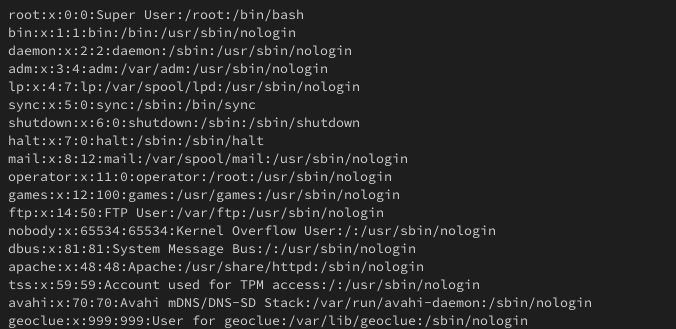 root:x:0:0:Super User:/root:/bin/bash
bin:x:1:1:bin:/bin:/usr/sbin/nologin
daemon:x:2:2:daemon:/sbin:/usr/sbin/nologin
adm:x:3:4:adm:/var/adm:/usr/sbin/nologin
lp:x:4:7:lp:/var/spool/lpd:/usr/sbin/nologin
sync:x:5:0:sync:/sbin:/bin/sync
shutdown:x:6:0:shutdown:/sbin:/sbin/shutdown
halt:x:7:0:halt:/sbin:/sbin/halt
mail:x:8:12:mail:/var/spool/mail:/usr/sbin/nologin
operator:x:11:0:operator:/root:/usr/sbin/nologin
games:x:12:100:games:/usr/games:/usr/sbin/nologin
ftp:x:14:50:FTP User:/var/ftp:/usr/sbin/nologin
nobody:x:65534:65534:Kernel Overflow User:/:/usr/sbin/nologin
dbus:x:81:81:System Message Bus:/:/usr/sbin/nologin
apache:x:48:48:Apache:/usr/share/httpd:/sbin/nologin
tss:x:59:59:Account used for TPM access:/:/usr/sbin/nologin
avahi:x:70:70:Avahi mDNS/DNS-SD Stack:/var/run/avahi-daemon:/sbin/nologin
geoclue:x:999:999:User for geoclue:/var/lib/geoclue:/sbin/nologin